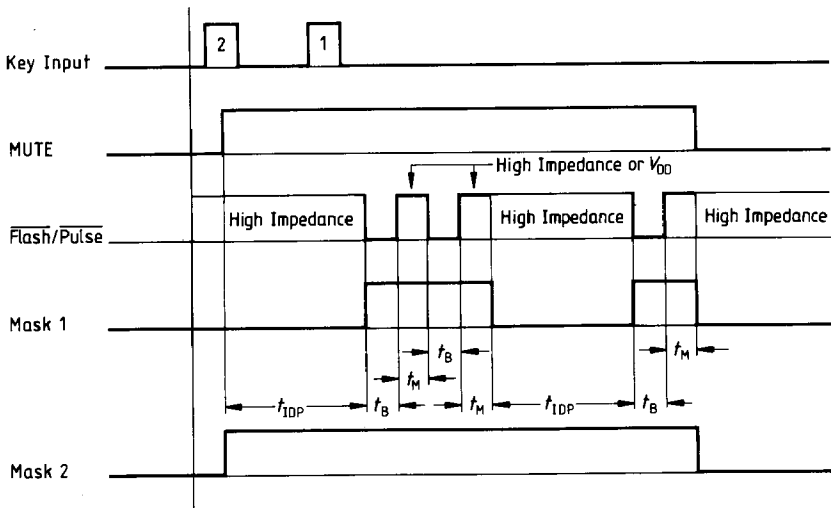 2 1
Key Input
MUTE
High Impedance or V_DD
High Impedance High Impedance High Impedance
Flash/Pulse
Mask 1
t_B t_M
t_M
t_IDP t_B t_M t_IDP t_B
Mask 2